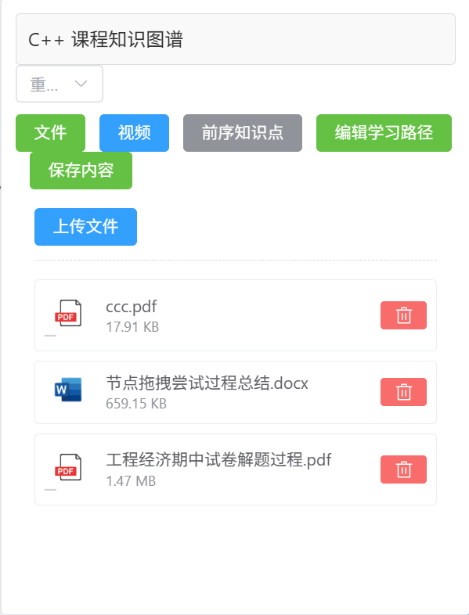 C++ 课程知识图谱
重...
文件 视频 前序知识点 编辑学习路径
保存内容
上传文件
PDF
ccc.pdf
17.91 KB
W
节点拖拽尝试过程总结.docx
659.15 KB
PDF
工程经济期中试卷解题过程.pdf
1.47 MB